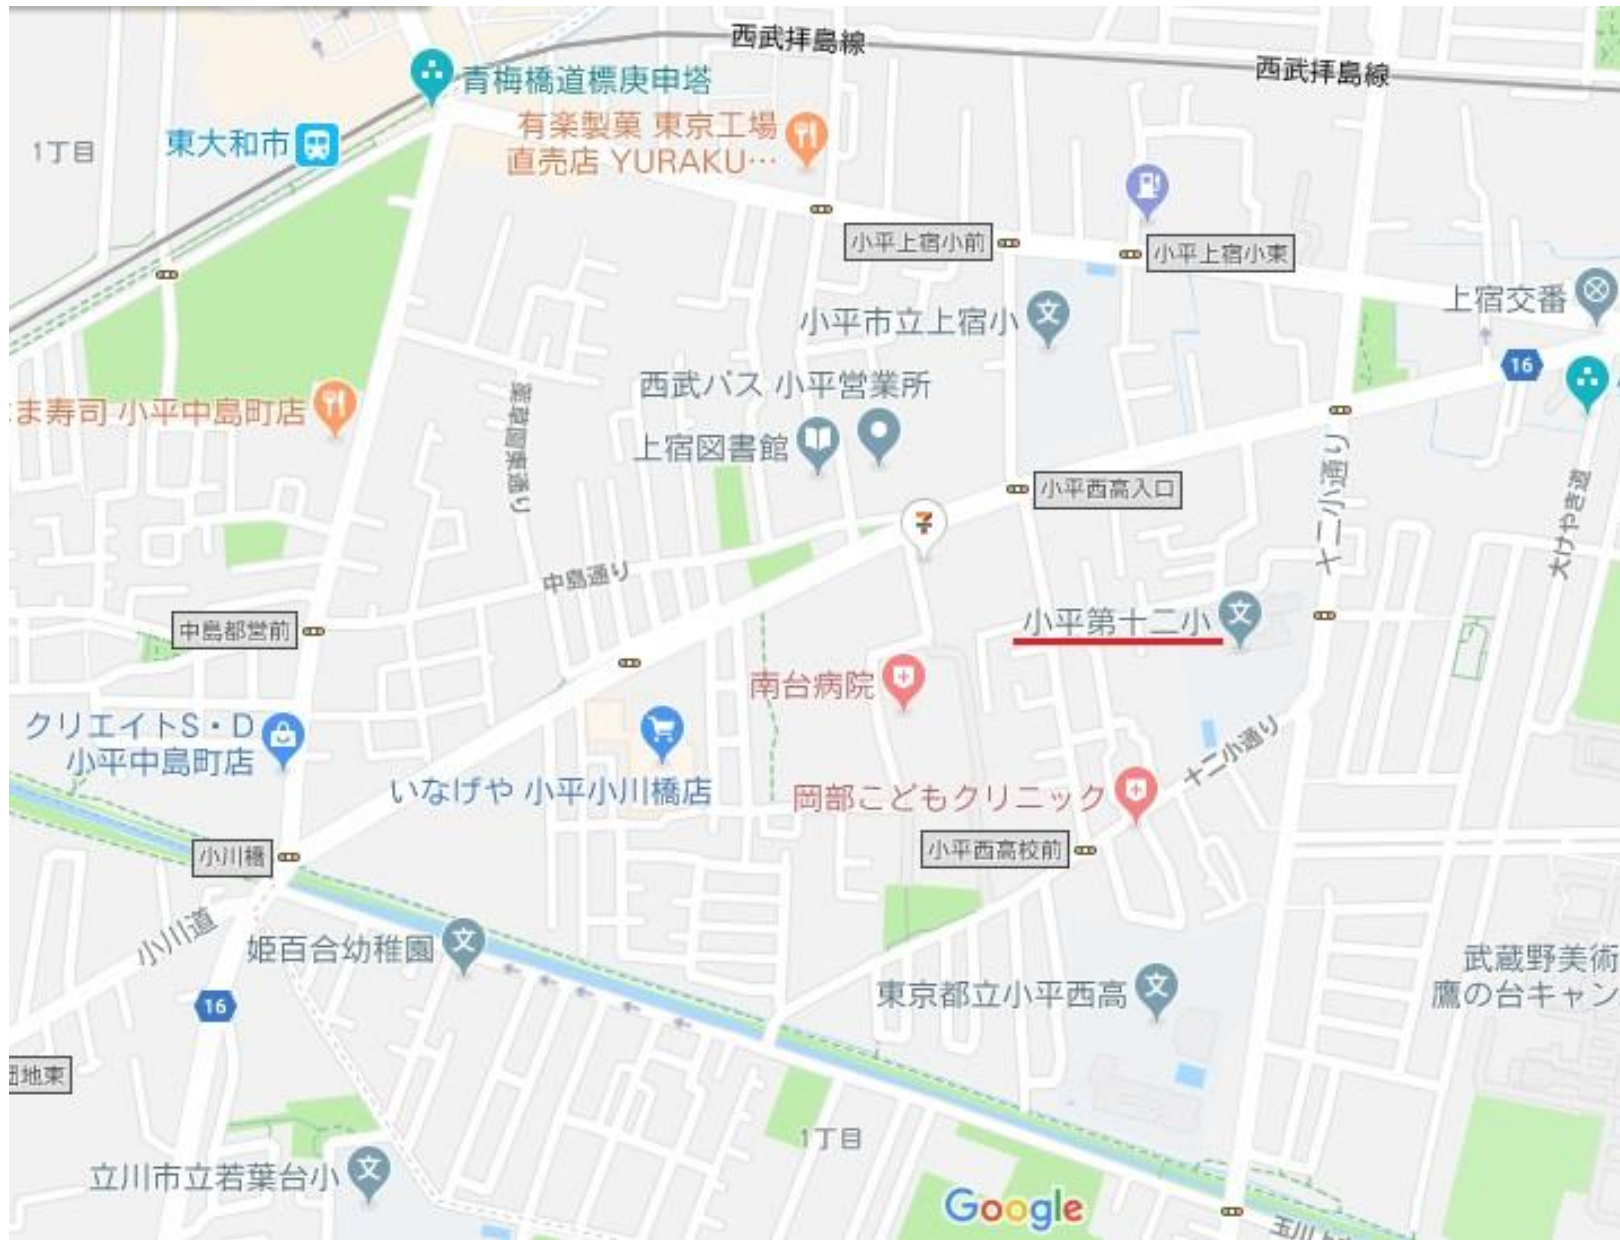 西武拝島線
西武拝島線
青梅橋道標庚申塔
東大和市
1丁目
有楽製菓 東京工場
直売店 YURAKU…
小平上宿小前
小平上宿小東
上宿交番
小平市立上宿小
16
西武バス 小平営業所
ま寿司 小平中島町店
上宿図書館
小平西高入口
十二小通り
大けやき道
中島通り
中島都営前
小平第十二小
南台病院
クリエイトS・D
小平中島町店
いなげや 小平小川橋店
十二小通り
岡部こどもクリニック
小川橋
小平西高校前
小川道
姫百合幼稚園
東京都立小平西高
武蔵野美術
鷹の台キャン
16
団地東
1丁目
立川市立若葉台小
Google
玉川上